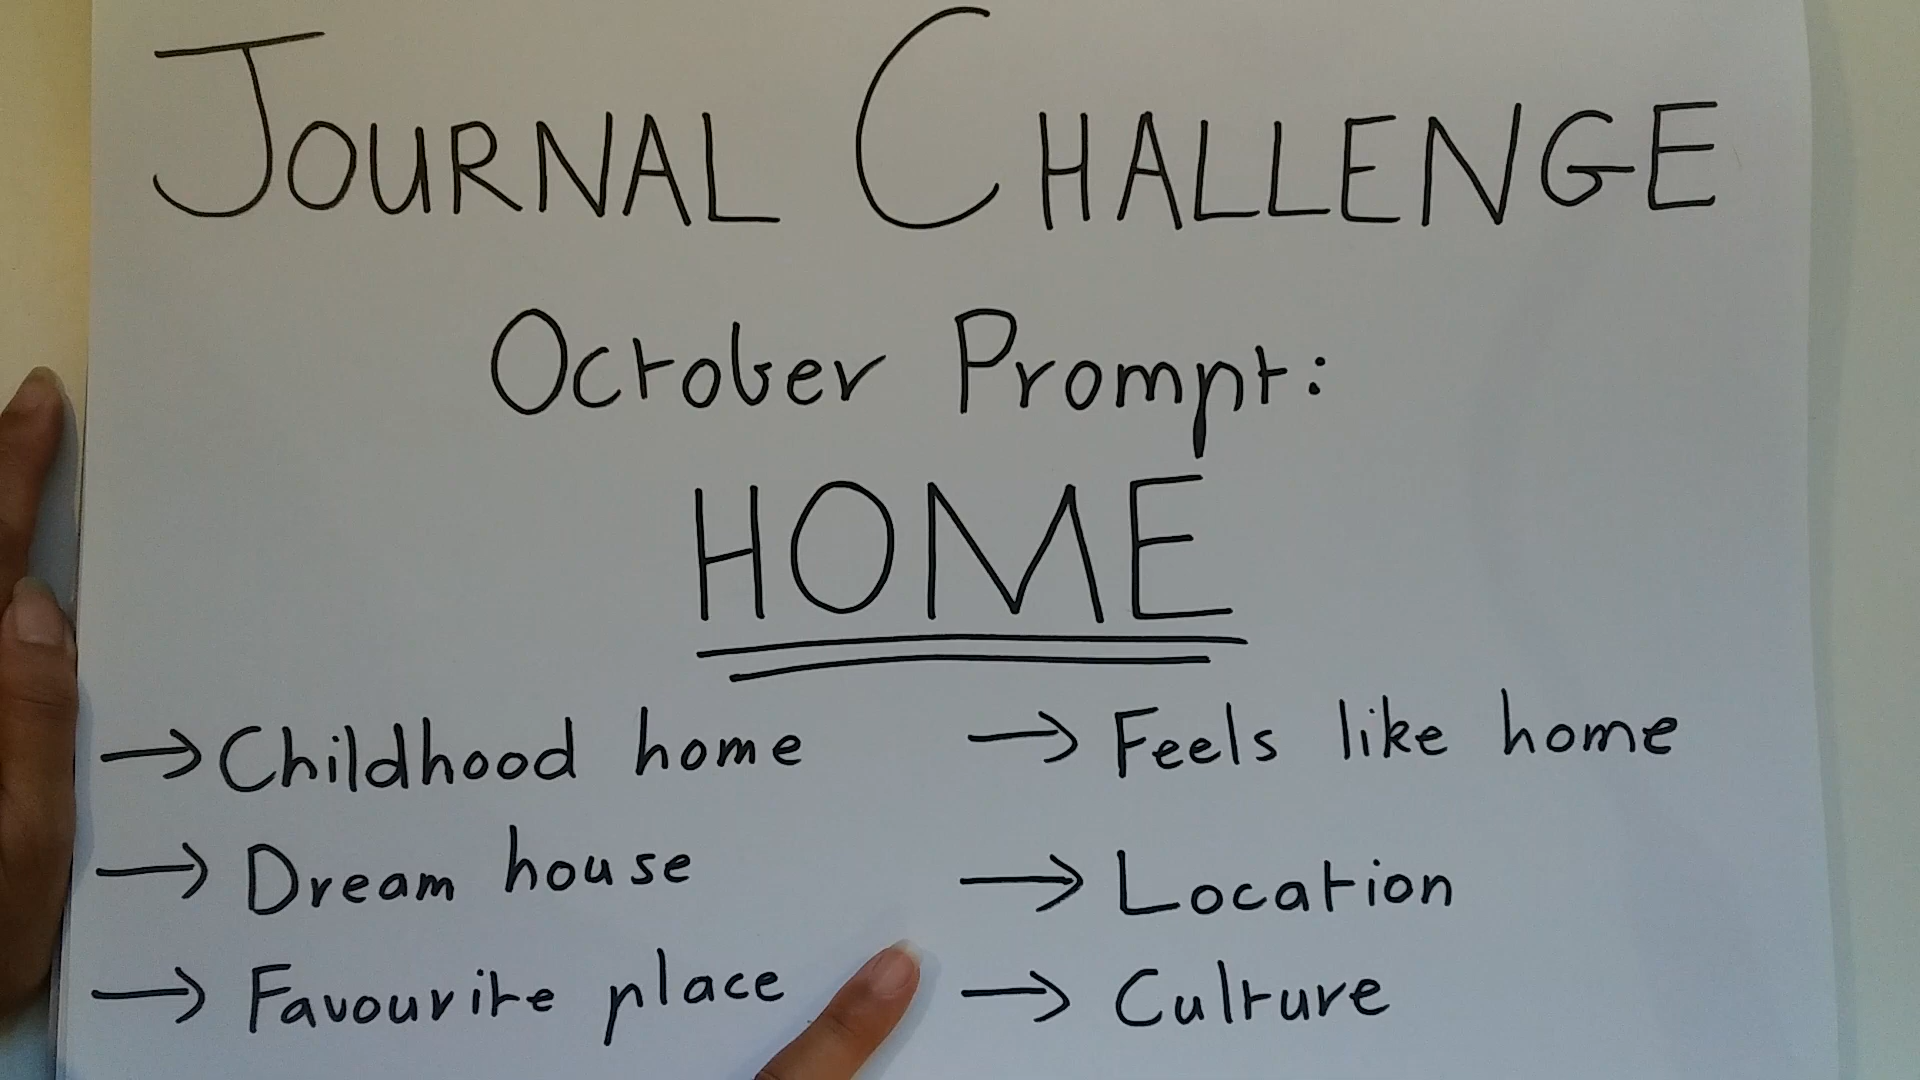 JOURNAL CHALLENGE
October Prompt:
HOME
→ Childhood home
→ Dream house
→ Favourite place
→ Feels like home
→ Location
→ Culture